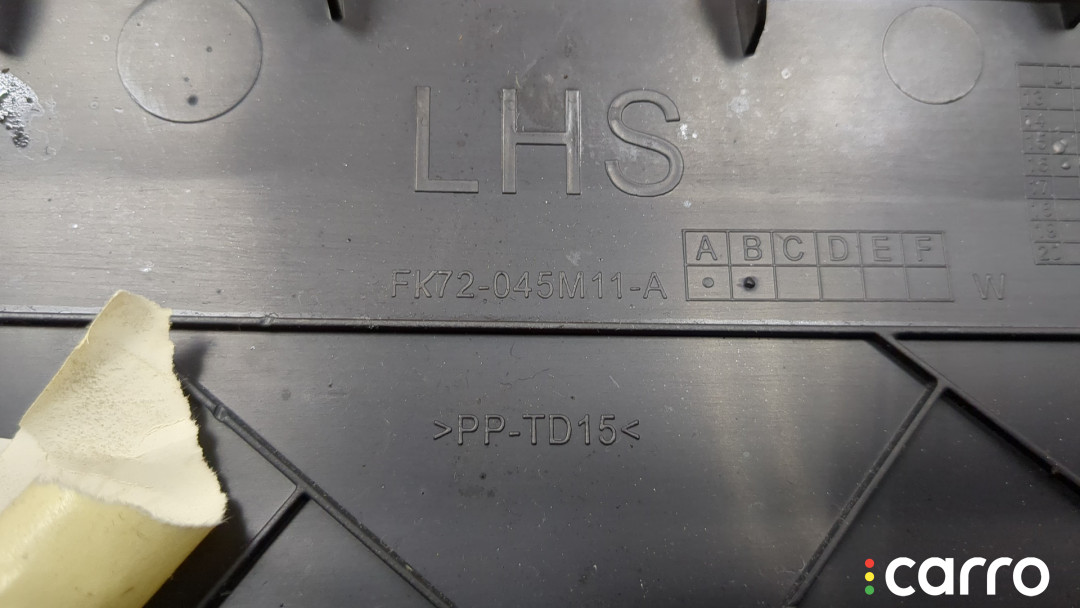 LHS
A B C D E F
FK72-045M11-A
W
>PP-TD15<
carro